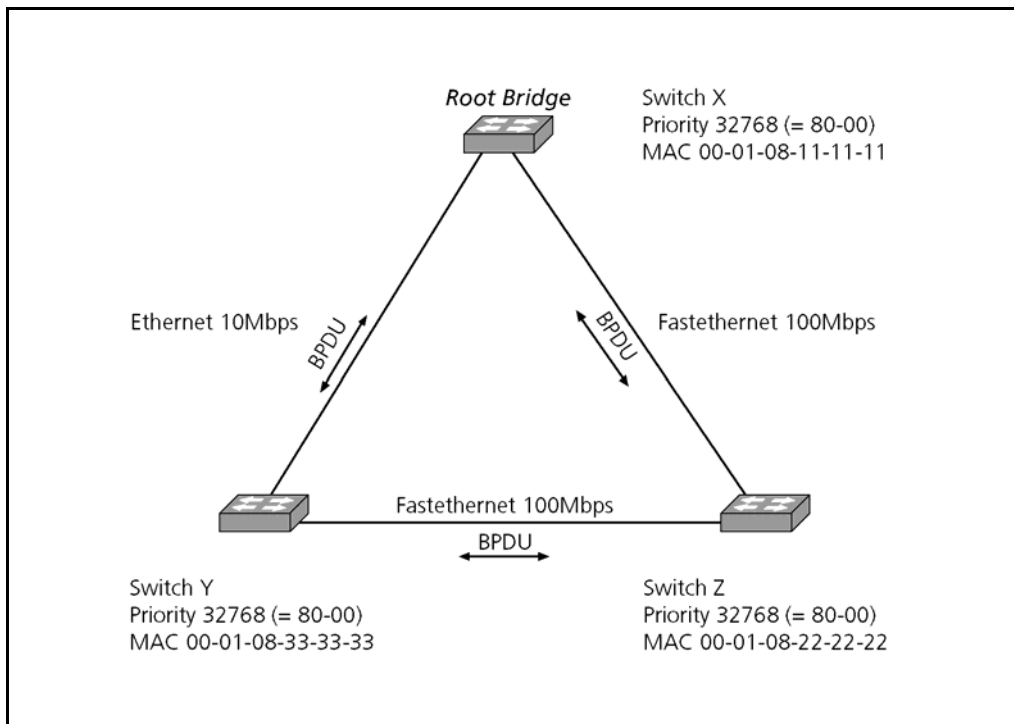 Root Bridge
Switch X
Priority 32768 (= 80-00)
MAC 00-01-08-11-11-11
Ethernet 10Mbps
BPDU
BPDU
Fastethernet 100Mbps
Fastethernet 100Mbps
BPDU
Switch Y
Priority 32768 (= 80-00)
MAC 00-01-08-33-33-33
Switch Z
Priority 32768 (= 80-00)
MAC 00-01-08-22-22-22